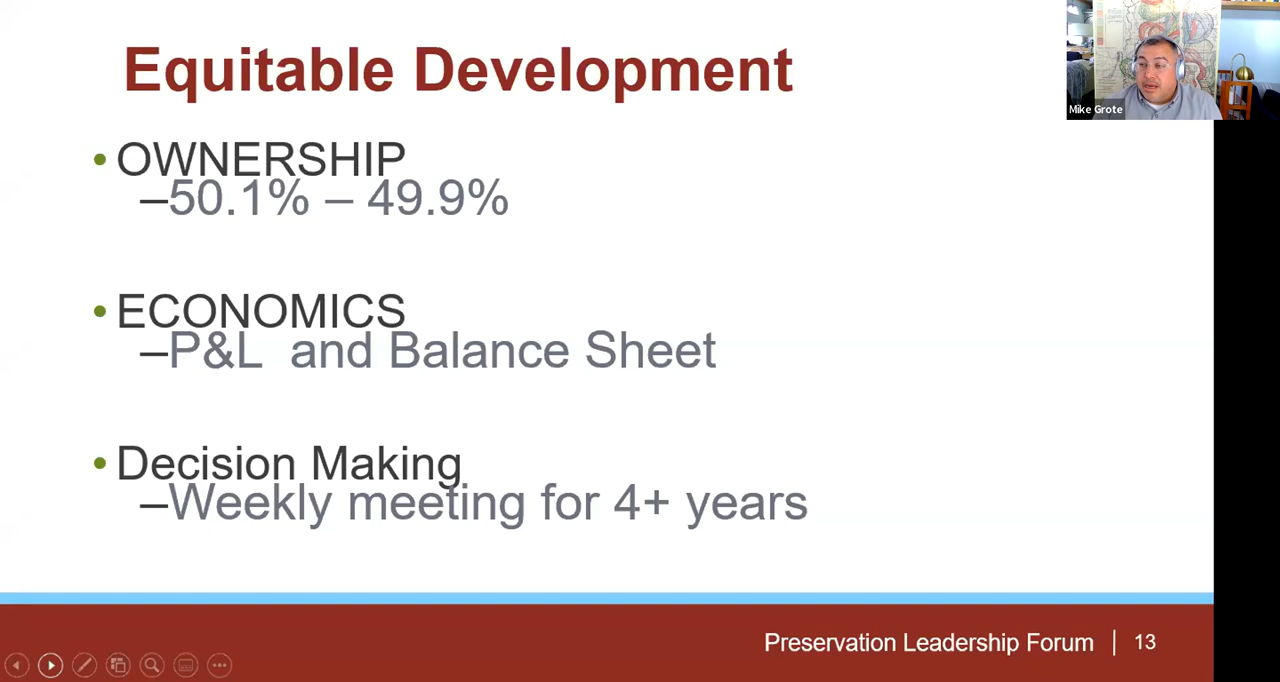 Equitable Development
Mike Grote
• OWNERSHIP
–50.1% – 49.9%
• ECONOMICS
–P&L and Balance Sheet
• Decision Making
–Weekly meeting for 4+ years
Preservation Leadership Forum | 13